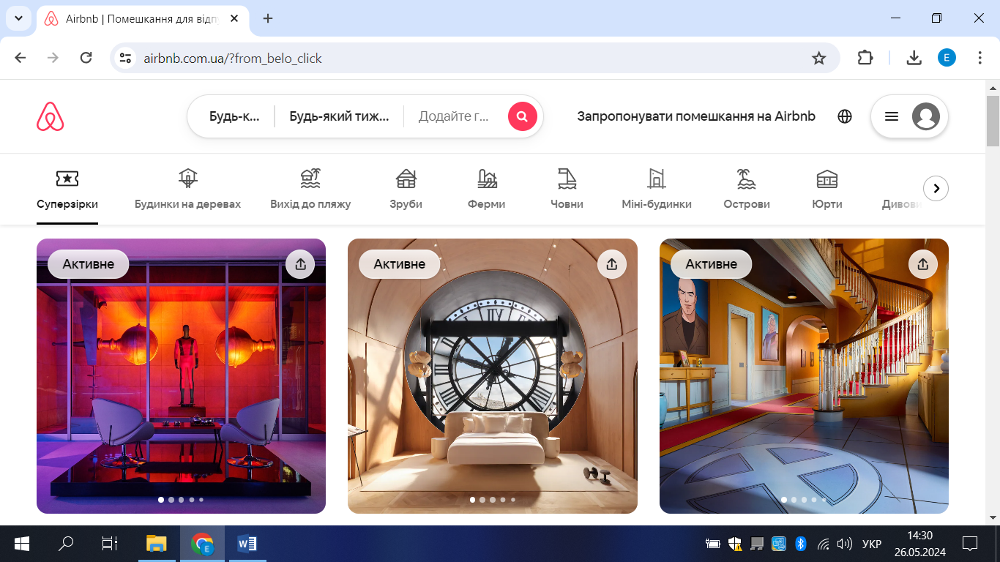 Airbnb | Помешкання для відп
airbnb.com.ua/?from_belo_click
E
Будь-к...
Будь-який тиж...
Додайте г...
Запропонувати помешкання на Airbnb
Суперзірки
Будинки на деревах
Вихід до пляжу
Зруби
Ферми
Човни
Міні-будинки
Острови
Юрти
Дивови
Активне
Активне
Активне
E
W
УКР
14:30
26.05.2024